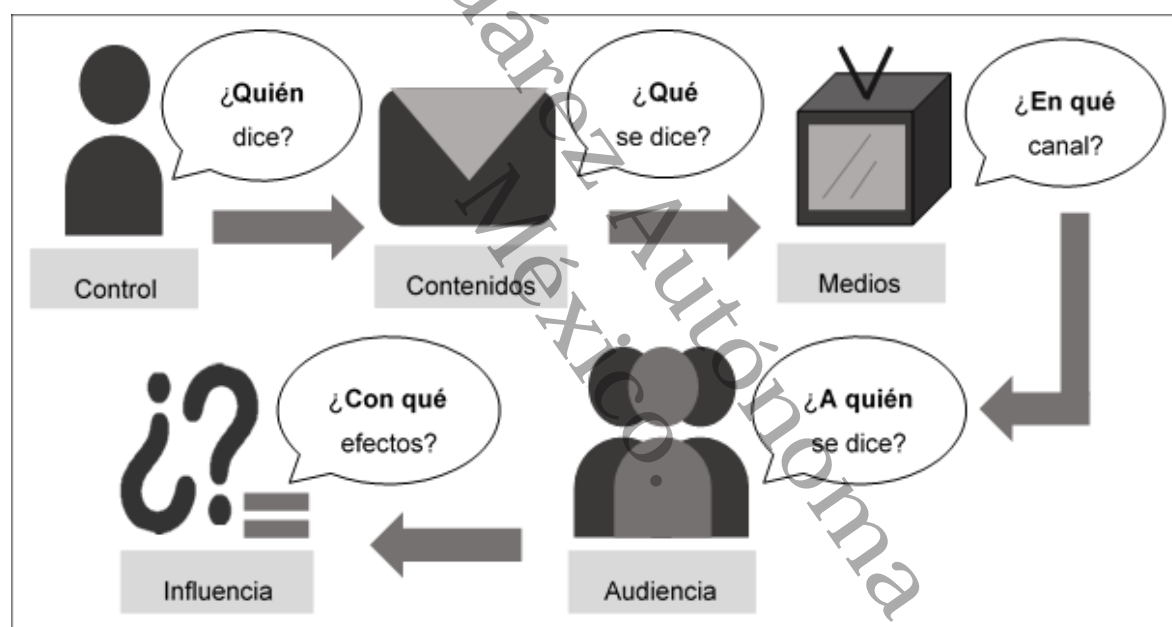 ¿Quién
dice?
¿Qué
se dice?
¿En qué
canal?
Control
Contenidos
Medios
¿Con qué
efectos?
¿A quién
se dice?
Influencia
Audiencia
Autónoma
México.